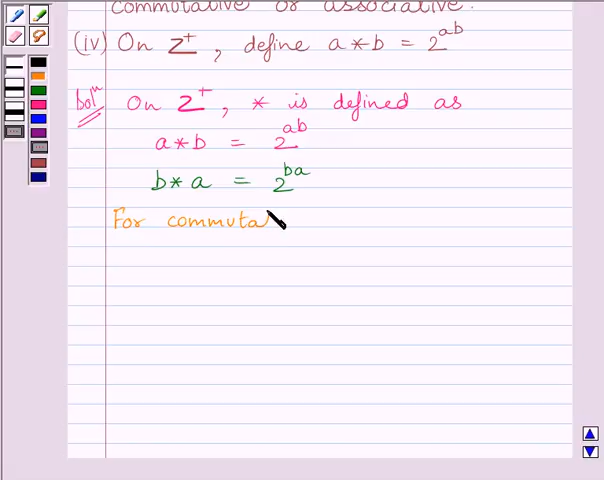 commutative or associative.
(iv) On Z⁺, define a * b = 2^ab
Solⁿ On Z⁺, * is defined as
a * b = 2^ab
b * a = 2^ba
For commuta